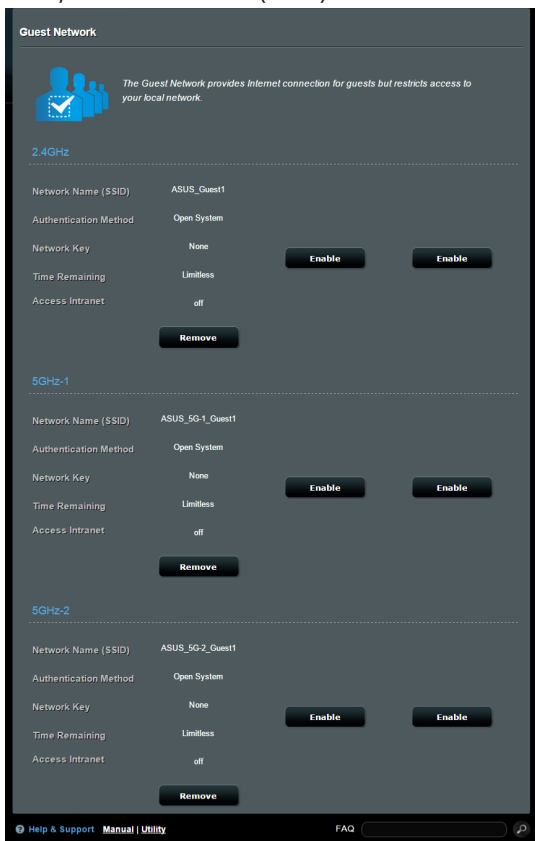 Guest Network
The Guest Network provides Internet connection for guests but restricts access to
your local network.
2.4GHz
Network Name (SSID) ASUS_Guest1
Authentication Method Open System
Network Key None
Enable Enable
Time Remaining Limitless
Access Intranet off
Remove
5GHz-1
Network Name (SSID) ASUS_5G-1_Guest1
Authentication Method Open System
Network Key None
Enable Enable
Time Remaining Limitless
Access Intranet off
Remove
5GHz-2
Network Name (SSID) ASUS_5G-2_Guest1
Authentication Method Open System
Network Key None
Enable Enable
Time Remaining Limitless
Access Intranet off
Remove
Help & Support Manual | Utility FAQ